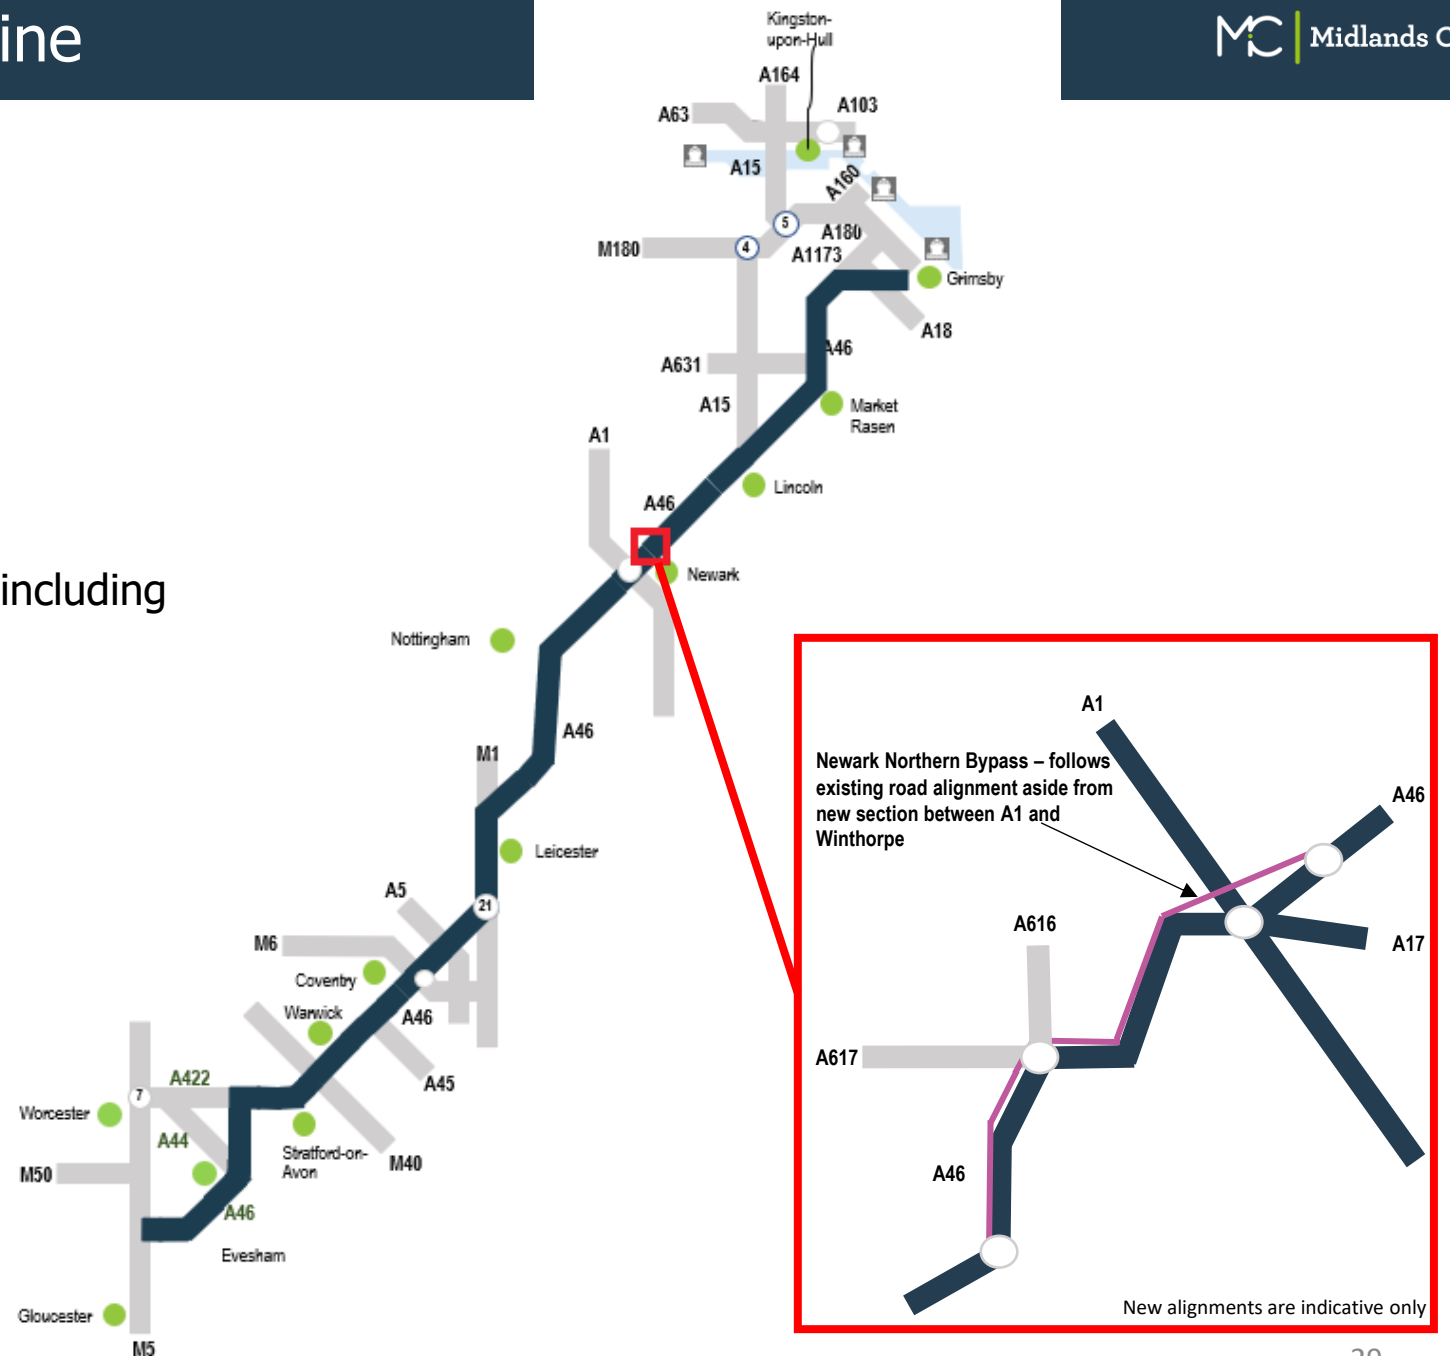 ine
Midlands C
Kingston-
upon-Hull
A164
A63
A103
A15
A160
5
A180
M180
4
A1173
Grimsby
A18
A46
A631
A15
Market
Rasen
A1
Lincoln
A46
Newark
including
Nottingham
A46
M1
Leicester
A5
21
M6
Coventry
Warwick
A46
A422
A45
7
Worcester
A44
Stratford-on-
Avon
M40
M50
A46
Evesham
Gloucester
M5
A1
Newark Northern Bypass – follows
existing road alignment aside from
new section between A1 and
Winthorpe
A46
A616
A17
A617
A46
New alignments are indicative only